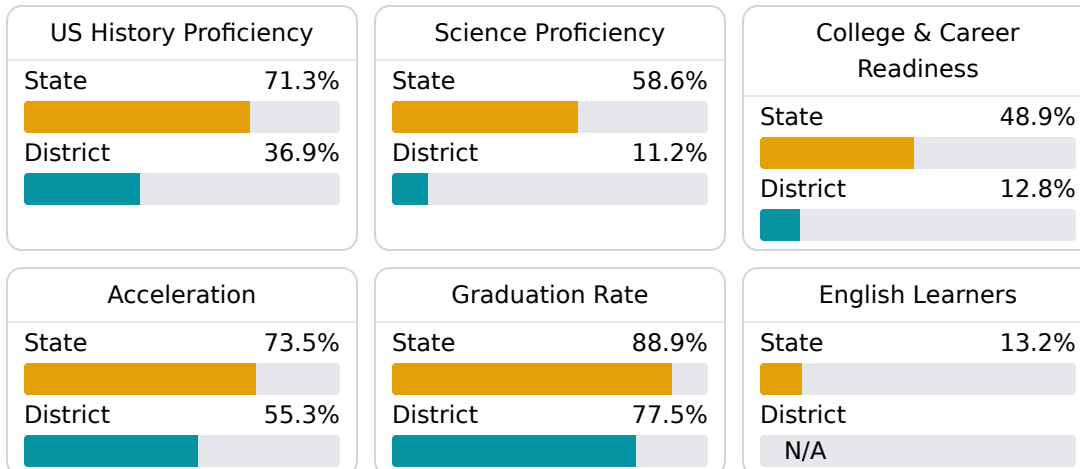 US History Proficiency
State 71.3%
District 36.9%
Science Proficiency
State 58.6%
District 11.2%
College & Career
Readiness
State 48.9%
District 12.8%
Acceleration
State 73.5%
District 55.3%
Graduation Rate
State 88.9%
District 77.5%
English Learners
State 13.2%
District
N/A